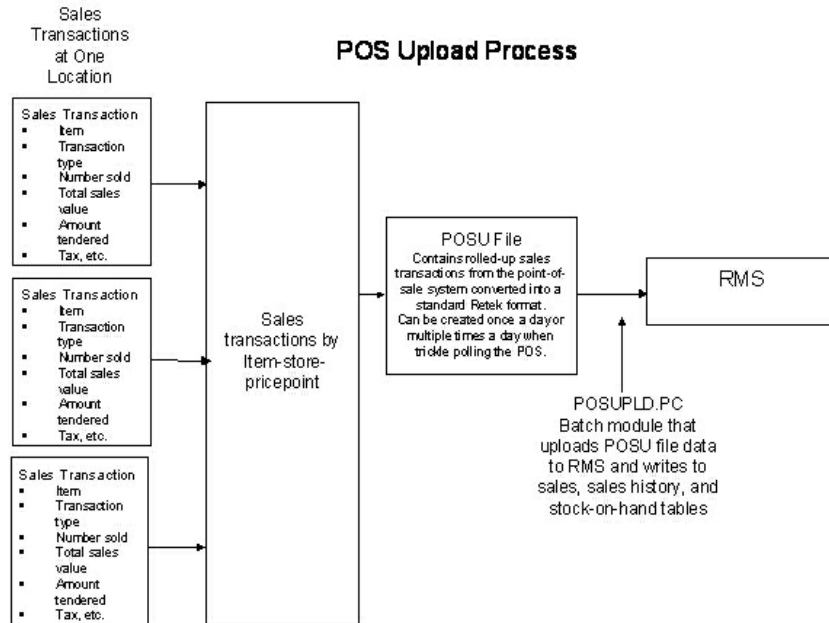 Sales
Transactions
at One
Location
POS Upload Process
Sales Transaction
▪ Item
▪ Transaction
type
▪ Number sold
▪ Total sales
value
▪ Amount
tendered
▪ Tax, etc.
Sales Transaction
▪ Item
▪ Transaction
type
▪ Number sold
▪ Total sales
value
▪ Amount
tendered
▪ Tax, etc.
Sales Transaction
▪ Item
▪ Transaction
type
▪ Number sold
▪ Total sales
value
▪ Amount
tendered
▪ Tax, etc.
Sales
transactions by
Item-store-
pricepoint
POSU File
Contains rolled-up sales
transactions from the point-of-
sale system converted into a
standard Retek format.
Can be created once a day or
multiple times a day when
trickle polling the POS.
RMS
POSUPLD.PC
Batch module that
uploads POSU file data
to RMS and writes to
sales, sales history, and
stock-on-hand tables